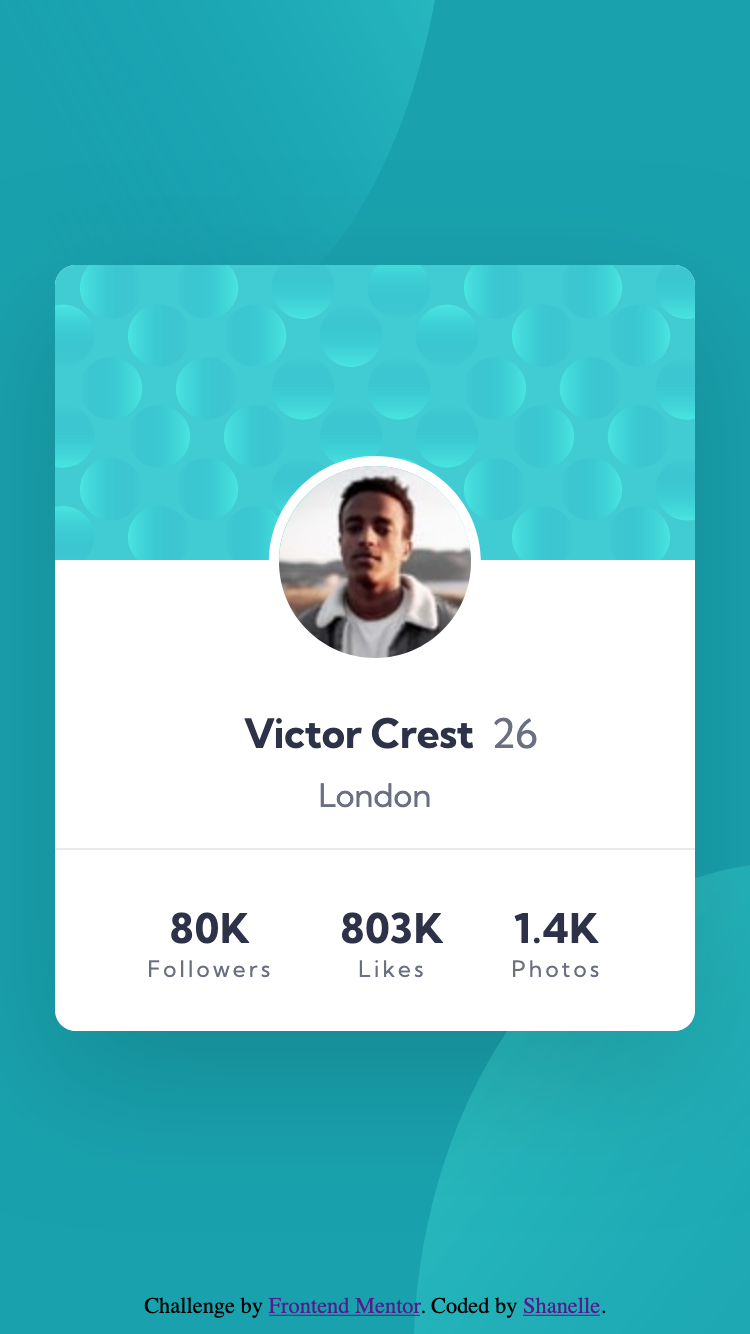 Victor Crest 26
London
80K 803K 1.4K
Followers Likes Photos
Challenge by Frontend Mentor. Coded by Shanelle.